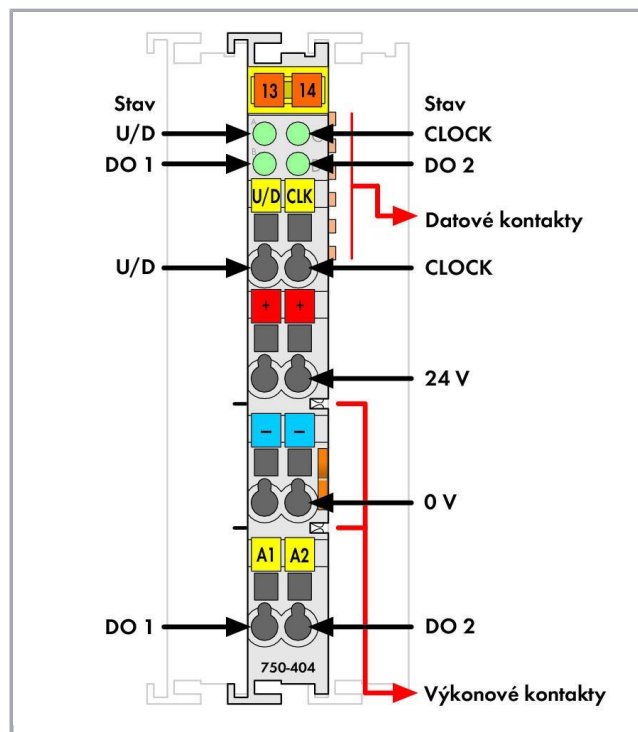 13 14
Stav Stav
U/D CLOCK
DO 1 DO 2
A C
B D
U/D CLK
Datové kontakty
U/D CLOCK
+ +
24 V
− −
0 V
A1 A2
DO 1 DO 2
750-404
Výkonové kontakty